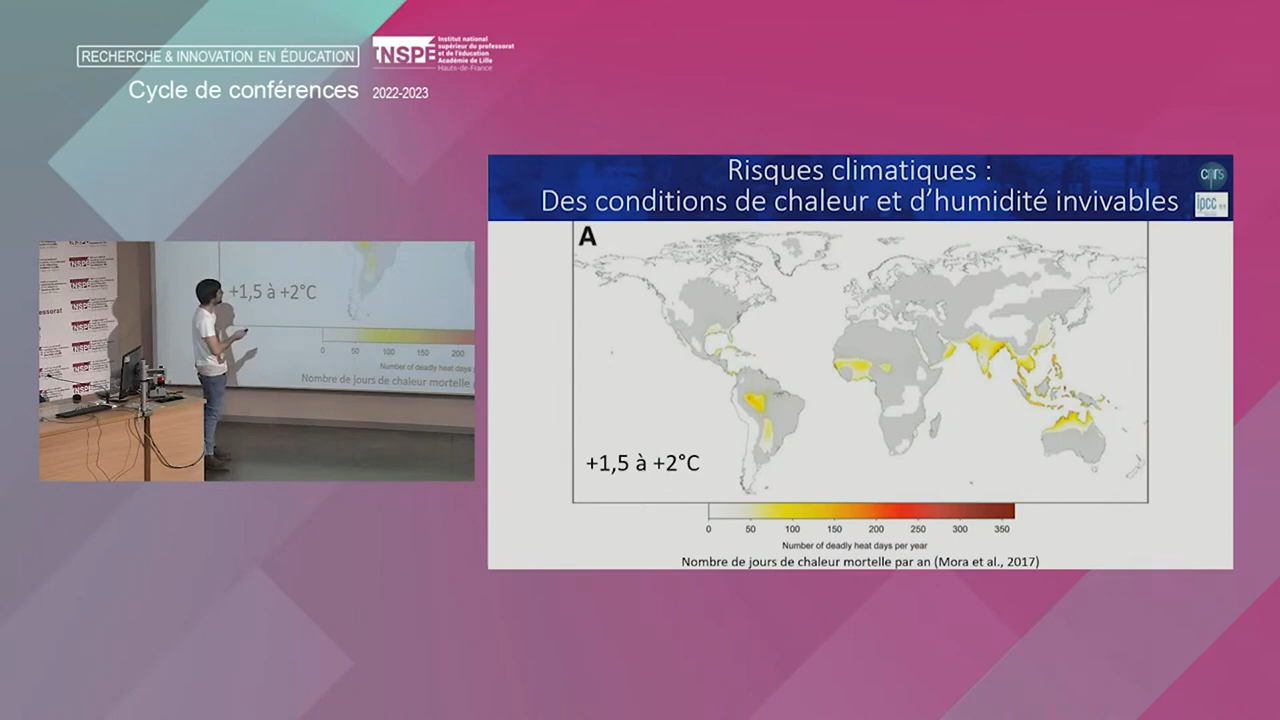 RECHERCHE & INNOVATION EN ÉDUCATION
INSPÉ
Institut national
supérieur du professorat
et de l'éducation
Académie de Lille
Hauts-de-France
Cycle de conférences 2022-2023
Risques climatiques :
Des conditions de chaleur et d'humidité invivables
cnrs
ipcc
A
+1,5 à +2°C
0 50 100 150 200 250 300 350
Number of deadly heat days per year
Nombre de jours de chaleur mortelle par an (Mora et al., 2017)
+1,5 à +2°C
0 50 100 150 200
Number of deadly heat days
Nombre de jours de chaleur mortelle